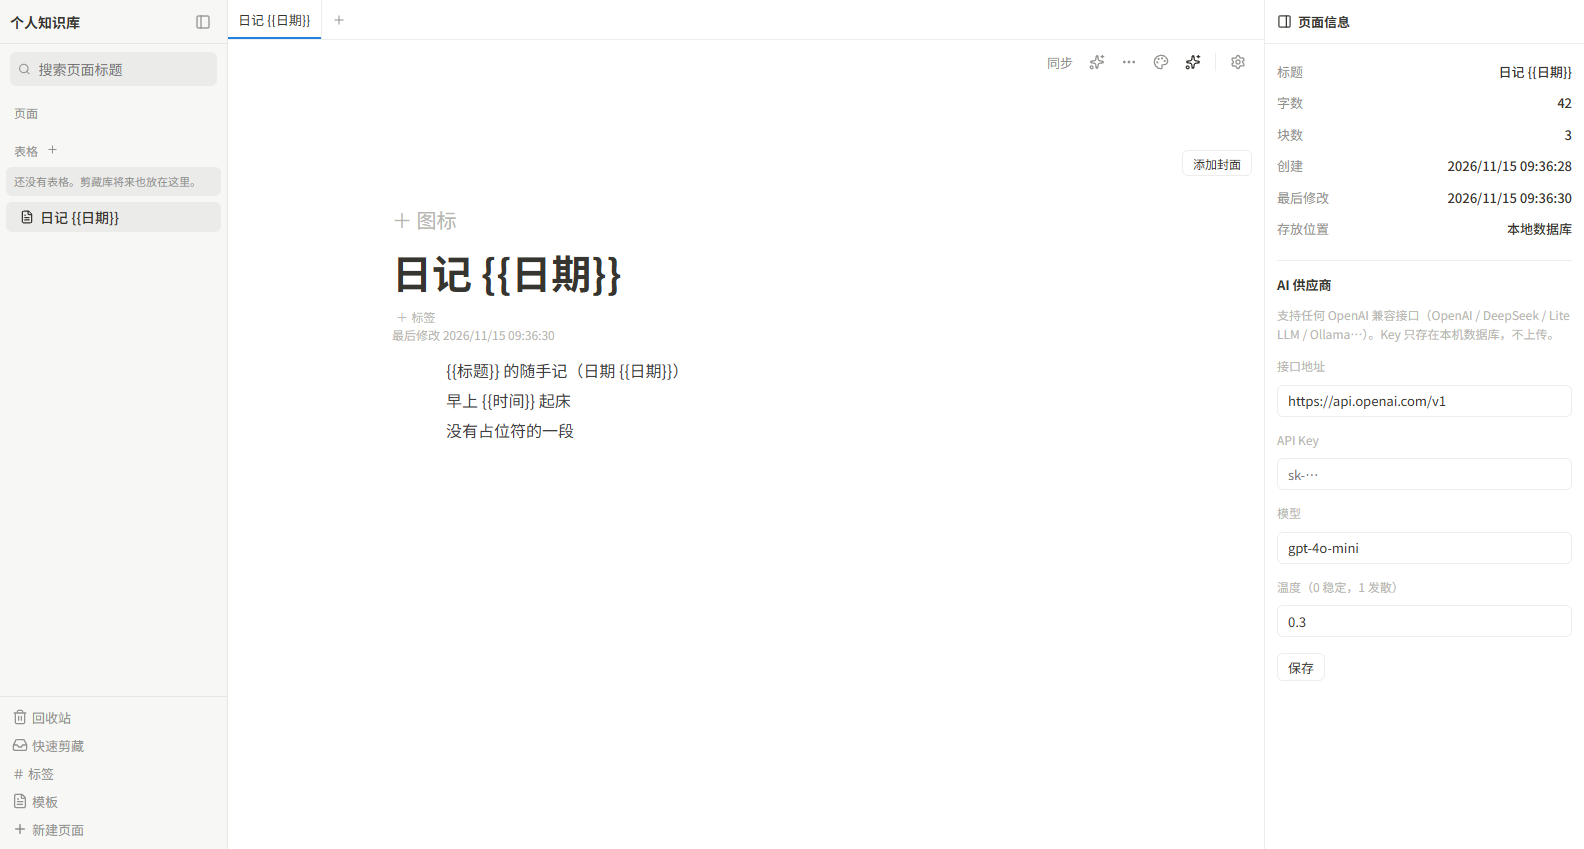 个人知识库
搜索页面标题
页面
表格
还没有表格。剪藏库将来也放在这里。
日记 {{日期}}
回收站
快速剪藏
# 标签
模板
新建页面
日记 {{日期}}
同步
添加封面
图标
日记 {{日期}}
标签
最后修改 2026/11/15 09:36:30
{{标题}} 的随手记（日期 {{日期}}）
早上 {{时间}} 起床
没有占位符的一段
页面信息
标题 日记 {{日期}}
字数 42
块数 3
创建 2026/11/15 09:36:28
最后修改 2026/11/15 09:36:30
存放位置 本地数据库
AI 供应商
支持任何 OpenAI 兼容接口（OpenAI / DeepSeek / Lite
LLM / Ollama…）。Key 只存在本机数据库，不上传。
接口地址
https://api.openai.com/v1
API Key
sk-…
模型
gpt-4o-mini
温度（0 稳定，1 发散）
0.3
保存